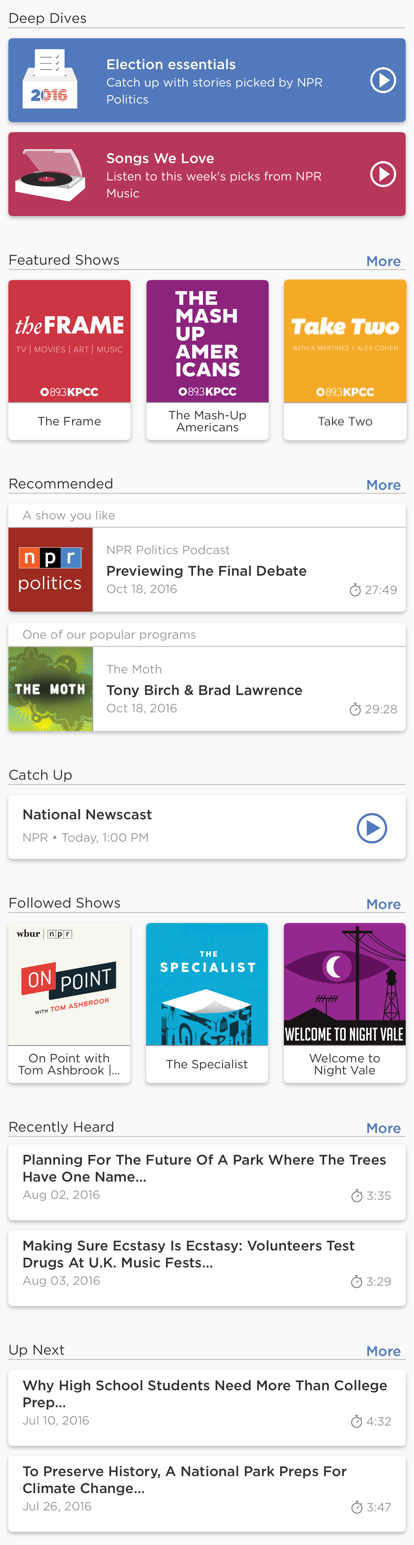 Deep Dives
2016
Election essentials
Catch up with stories picked by NPR
Politics
Songs We Love
Listen to this week's picks from NPR
Music
Featured Shows
More
the FRAME
TV | MOVIES | ART | MUSIC
89.3 KPCC
The Frame
THE
MASH
UP
AMER
ICANS
89.3 KPCC
The Mash-Up
Americans
Take Two
WITH A MARTINEZ + ALEX COHEN
89.3 KPCC
Take Two
Recommended
More
A show you like
npr
politics
NPR Politics Podcast
Previewing The Final Debate
Oct 18, 2016
27:49
One of our popular programs
THE MOTH
The Moth
Tony Birch & Brad Lawrence
Oct 18, 2016
29:28
Catch Up
National Newscast
NPR • Today, 1:00 PM
Followed Shows
More
wbur | npr
ON POINT
WITH TOM ASHBROOK
On Point with
Tom Ashbrook |...
THE
SPECIALIST
The Specialist
WELCOME TO NIGHT VALE
Welcome to
Night Vale
Recently Heard
More
Planning For The Future Of A Park Where The Trees
Have One Name...
Aug 02, 2016
3:35
Making Sure Ecstasy Is Ecstasy: Volunteers Test
Drugs At U.K. Music Fests...
Aug 03, 2016
3:29
Up Next
More
Why High School Students Need More Than College
Prep...
Jul 10, 2016
4:32
To Preserve History, A National Park Preps For
Climate Change...
Jul 26, 2016
3:47